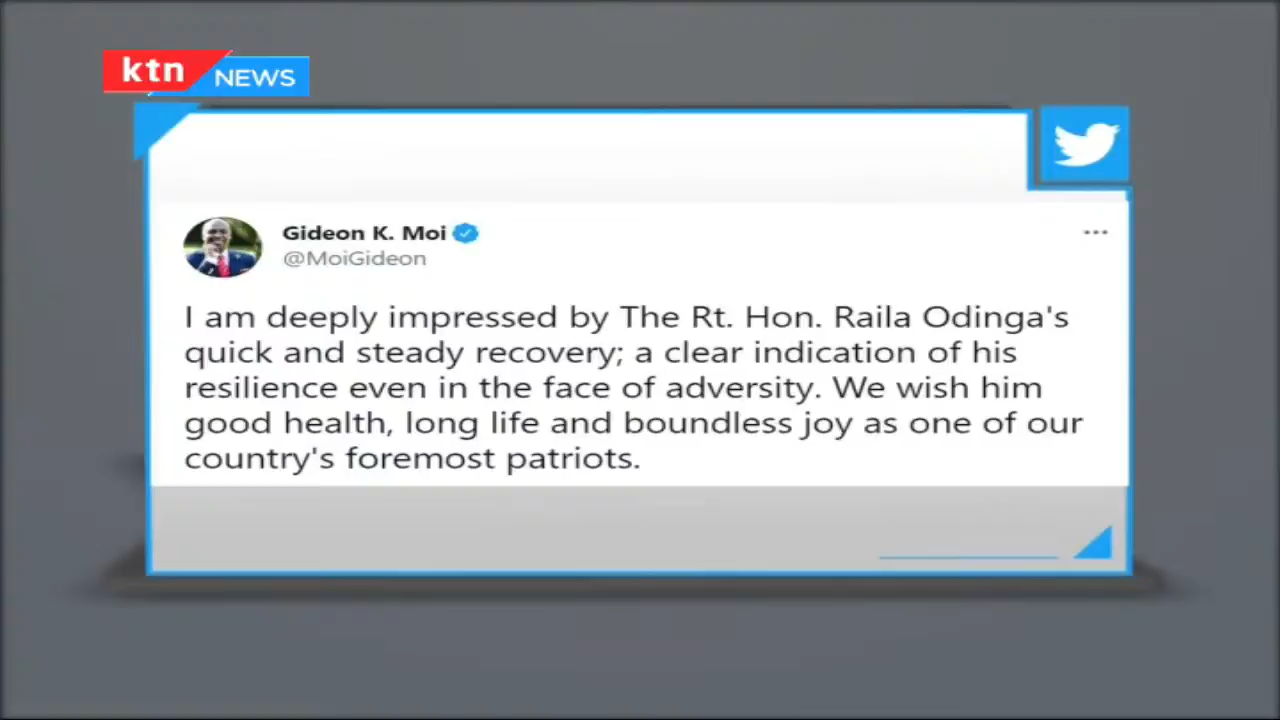 ktn NEWS
Gideon K. Moi
@MoiGideon
I am deeply impressed by The Rt. Hon. Raila Odinga's
quick and steady recovery; a clear indication of his
resilience even in the face of adversity. We wish him
good health, long life and boundless joy as one of our
country's foremost patriots.